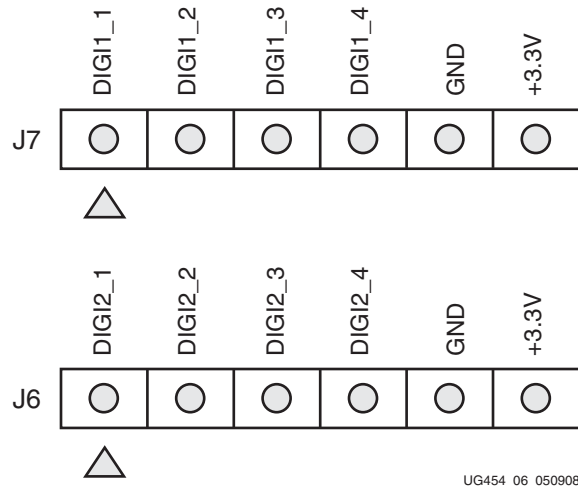 DIGI1_1 DIGI1_2 DIGI1_3 DIGI1_4 GND +3.3V
J7
DIGI2_1 DIGI2_2 DIGI2_3 DIGI2_4 GND +3.3V
J6
UG454_06_050908